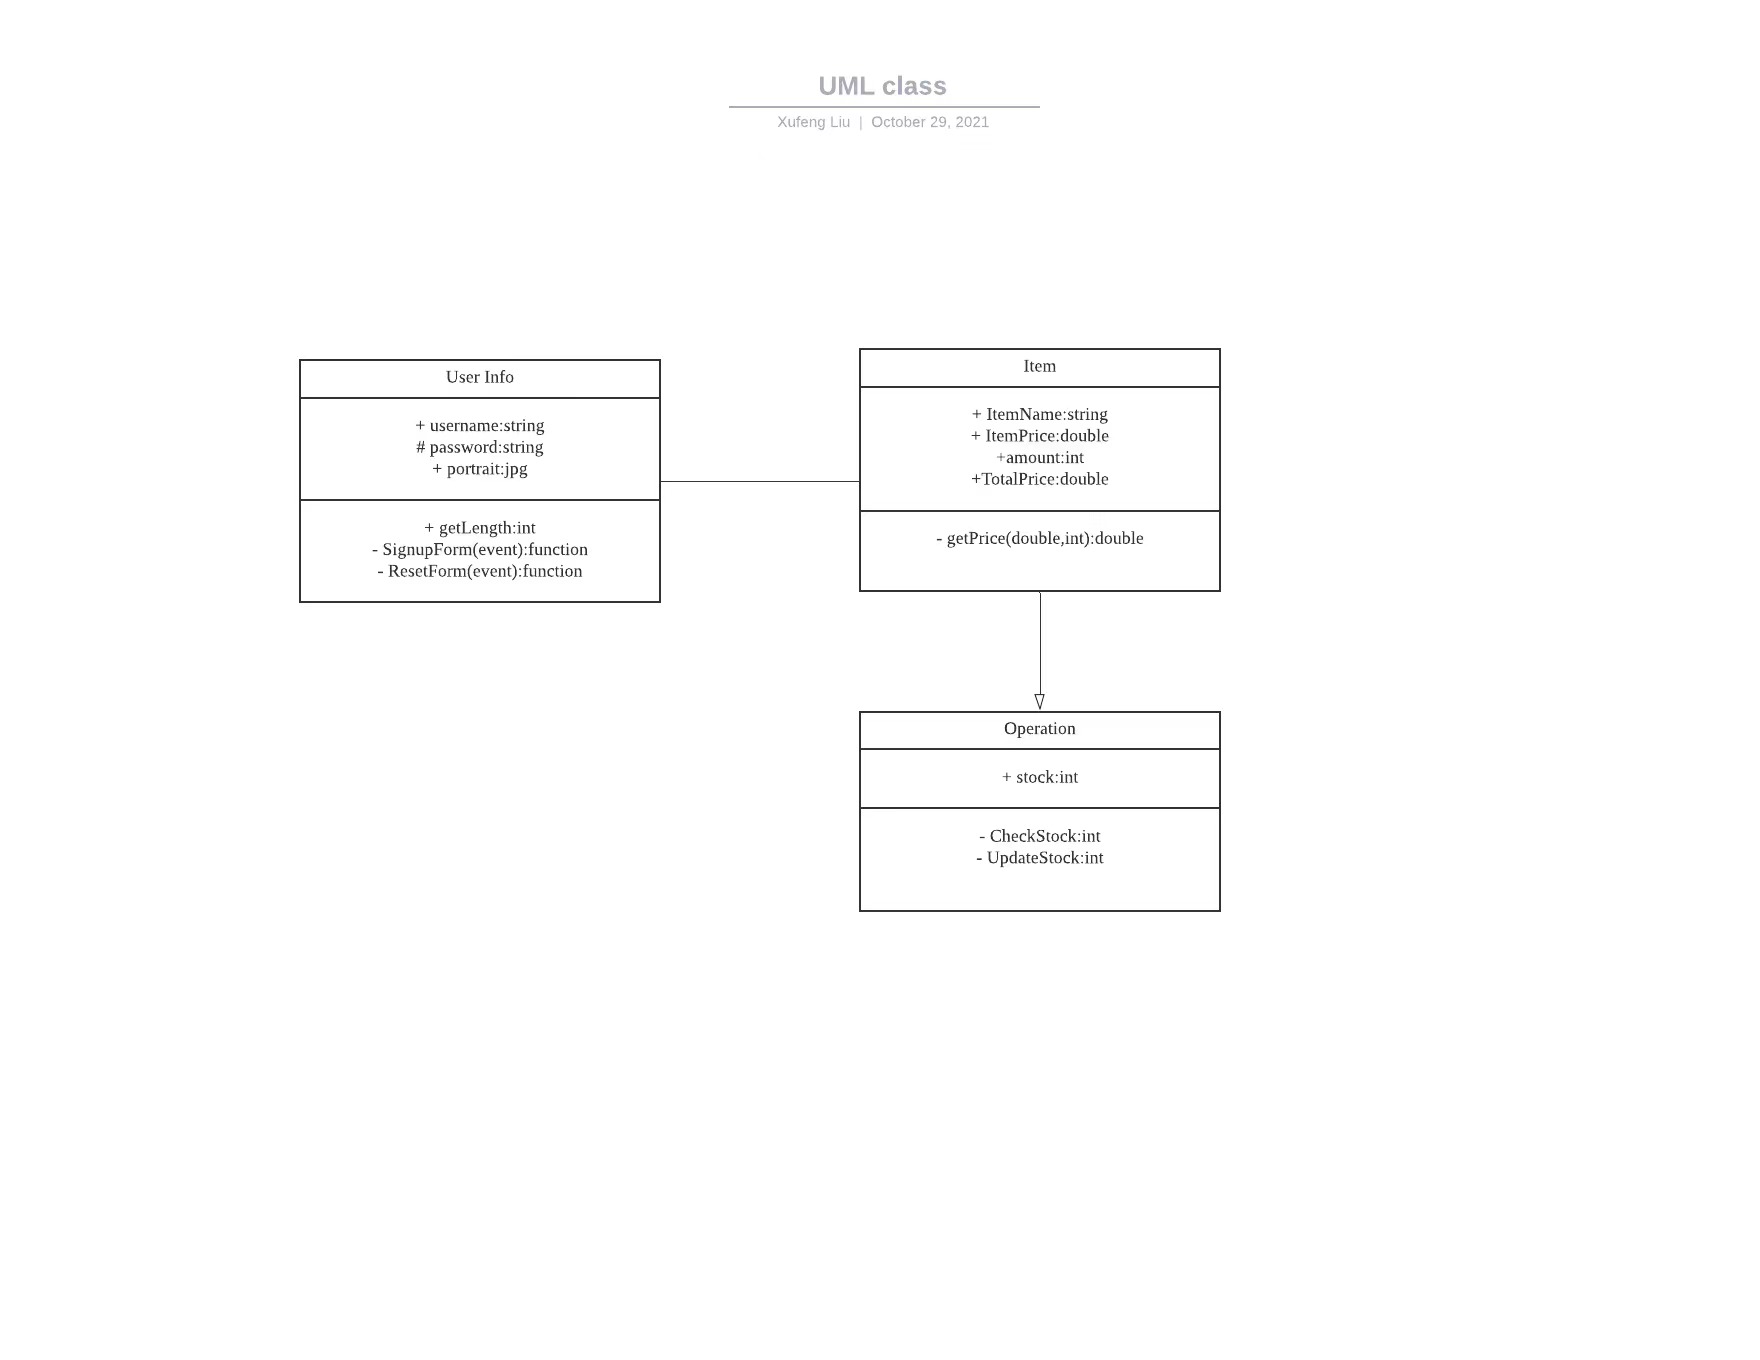 UML class
Xufeng Liu | October 29, 2021
User Info
+ username:string
# password:string
+ portrait:jpg
+ getLength:int
- SignupForm(event):function
- ResetForm(event):function
Item
+ ItemName:string
+ ItemPrice:double
+amount:int
+TotalPrice:double
- getPrice(double,int):double
Operation
+ stock:int
- CheckStock:int
- UpdateStock:int